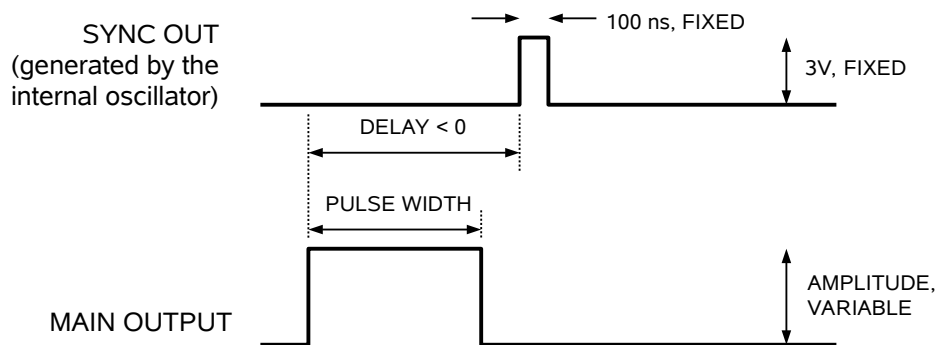 100 ns, FIXED
SYNC OUT
(generated by the
internal oscillator)
3V, FIXED
DELAY < 0
PULSE WIDTH
AMPLITUDE,
VARIABLE
MAIN OUTPUT